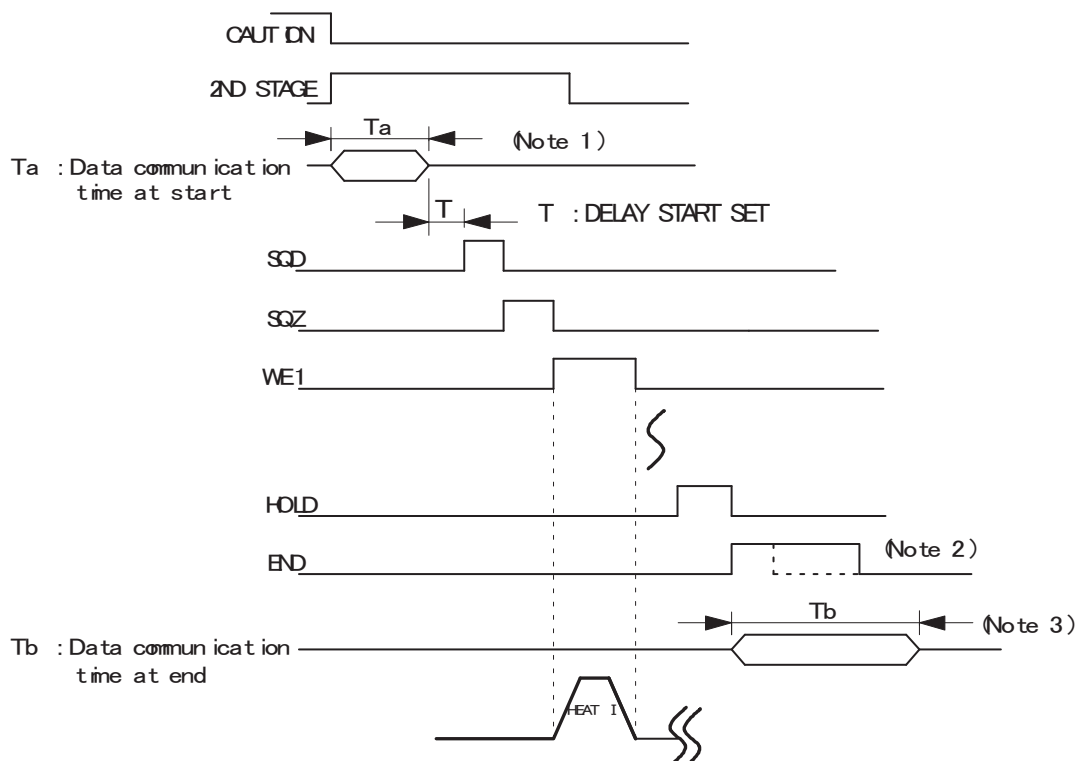 CAUTION
2ND STAGE
Ta
(Note 1)
Ta : Data communication
time at start
T
T : DELAY START SET
SQD
SQZ
WE1
HOLD
END
(Note 2)
Tb
(Note 3)
Tb : Data communication
time at end
HEAT I